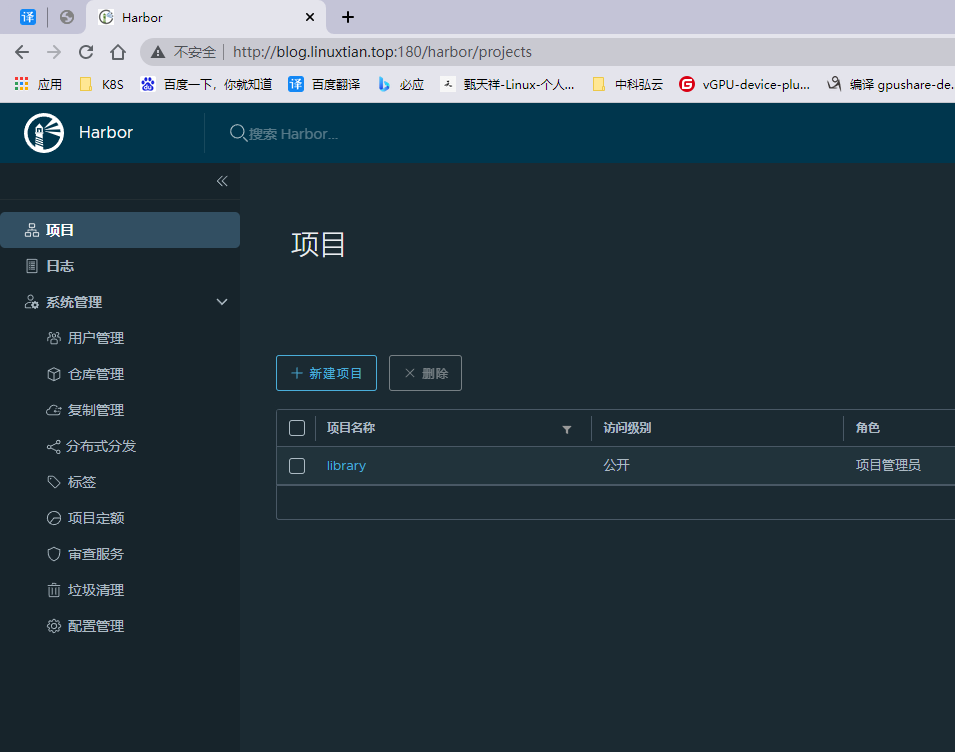 译
Harbor
不安全 http://blog.linuxtian.top:180/harbor/projects
应用 K8S 百度一下，你就知道 译 百度翻译 必应 甄天祥-Linux-个人... 中科弘云 vGPU-device-plu... 编译 gpushare-de...
Harbor 搜索 Harbor...
项目
日志
系统管理
用户管理
仓库管理
复制管理
分布式分发
标签
项目定额
审查服务
垃圾清理
配置管理
项目
新建项目 删除
项目名称 访问级别 角色
library 公开 项目管理员